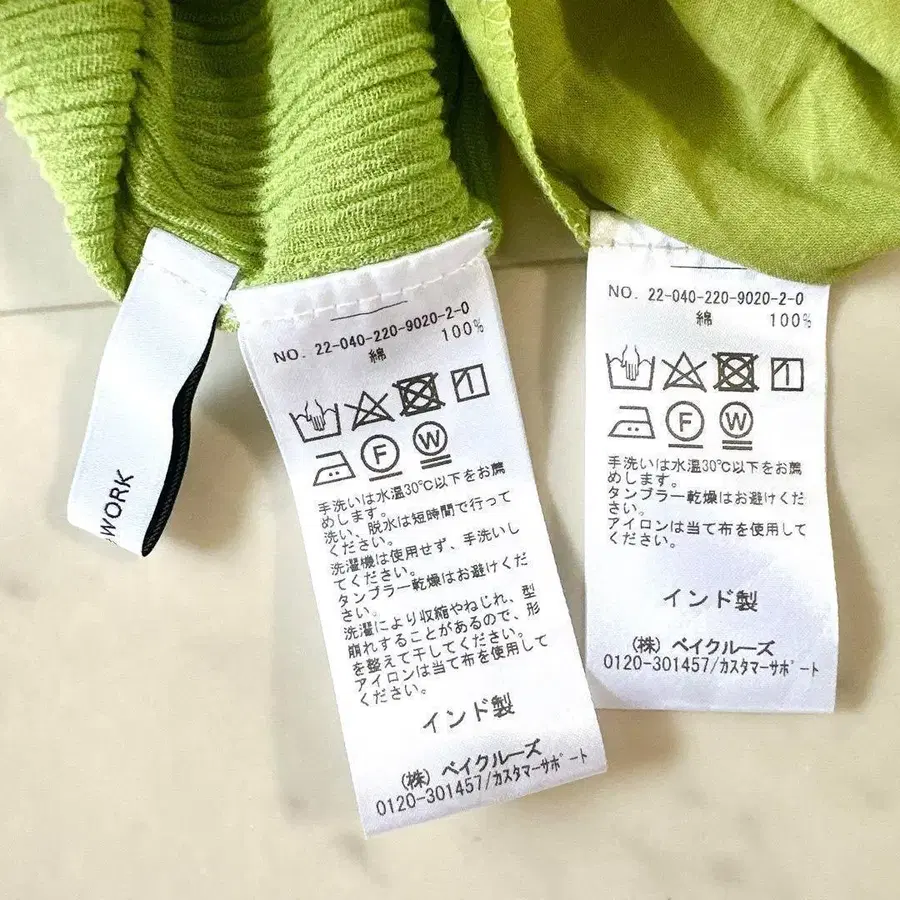 WORK
NO. 22-040-220-9020-2-0
綿 100%
F W
手洗いは水温30℃以下をお薦
めします。
洗い、脱水は短時間で行って
ください。
洗濯機は使用せず、手洗いし
てください。
タンブラー乾燥はお避けくだ
さい。
洗濯により収縮やねじれ、型
崩れすることがあるので、形
を整えて干してください。
アイロンは当て布を使用して
ください。
インド製
(株) ベイクルーズ
0120-301457/カスタマーサポート
NO. 22-040-220-9020-2-0
綿 100%
F W
手洗いは水温30℃以下をお薦
めします。
タンブラー乾燥はお避けくだ
さい。
アイロンは当て布を使用して
ください。
インド製
(株) ベイクルーズ
0120-301457/カスタマーサポート